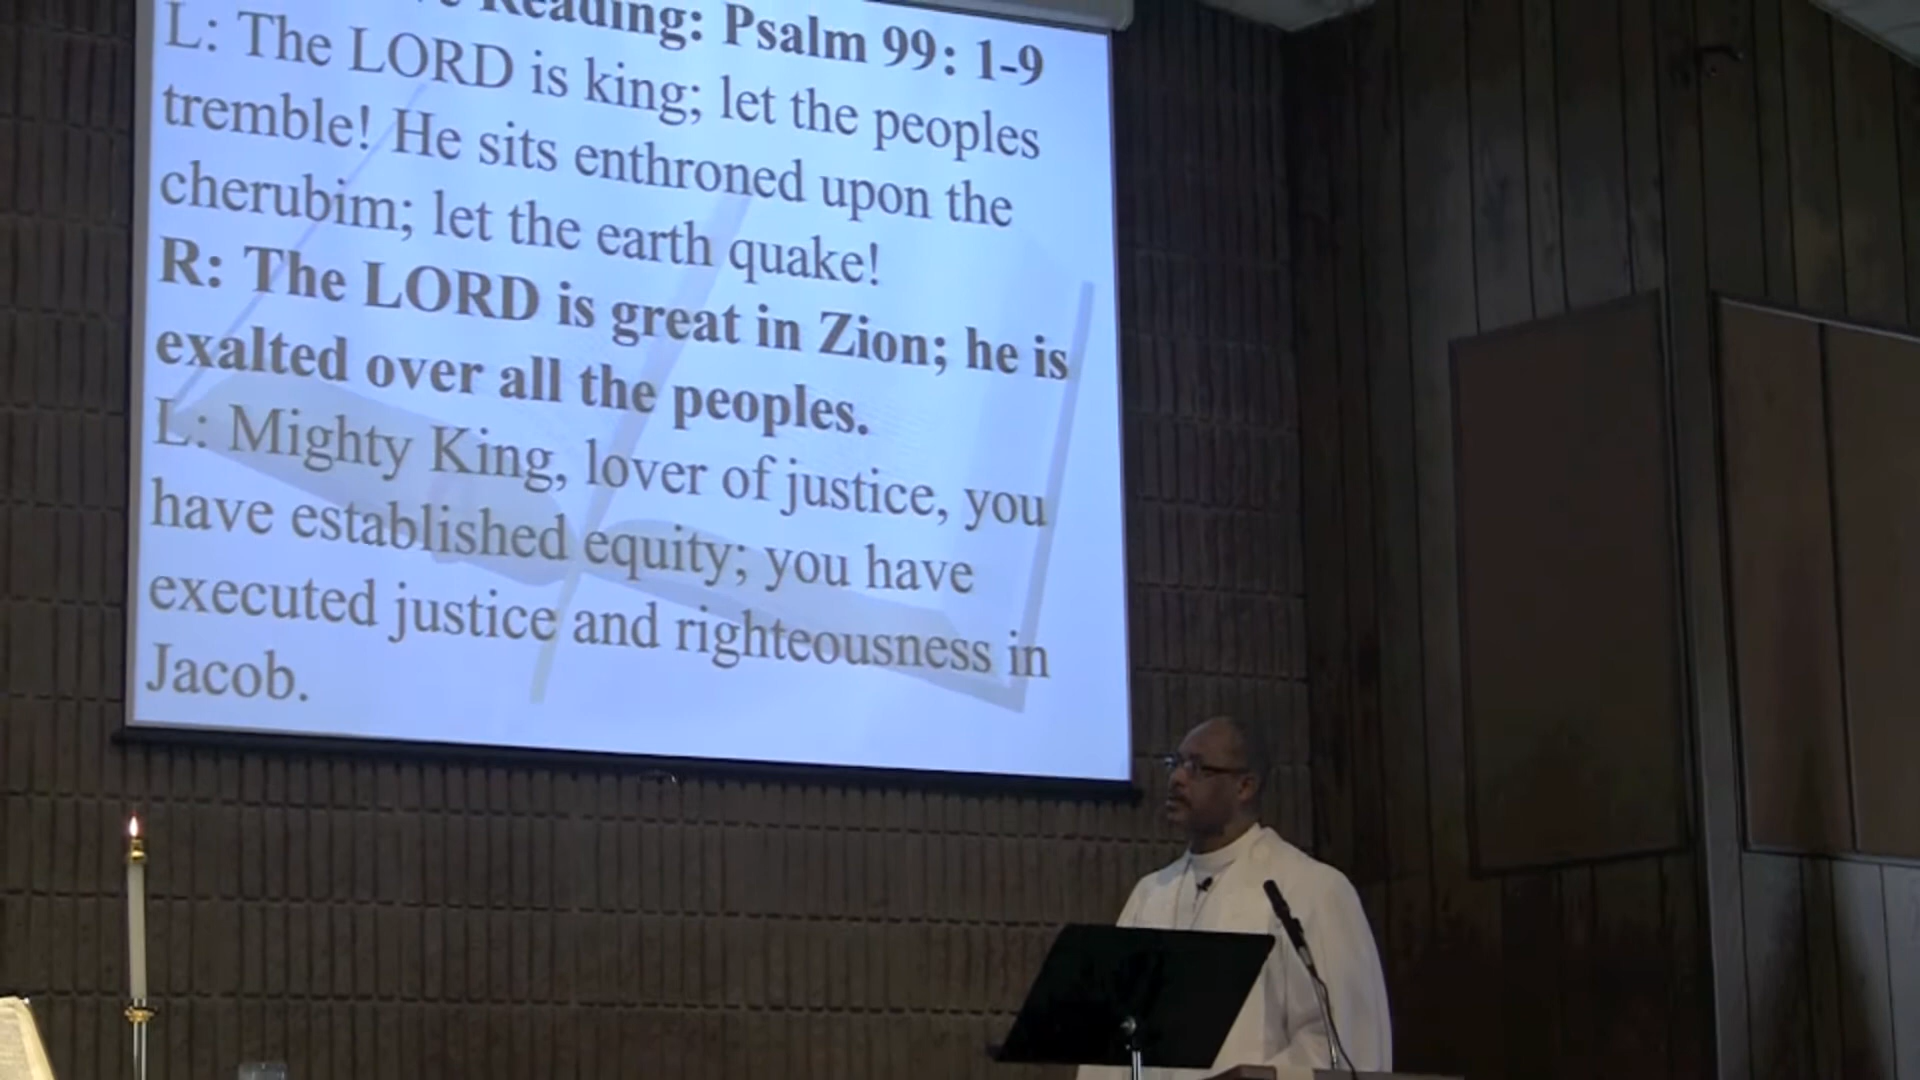 Reading: Psalm 99: 1-9
L: The LORD is king; let the peoples
tremble! He sits enthroned upon the
cherubim; let the earth quake!
R: The LORD is great in Zion; he is
exalted over all the peoples.
L: Mighty King, lover of justice, you
have established equity; you have
executed justice and righteousness in
Jacob.